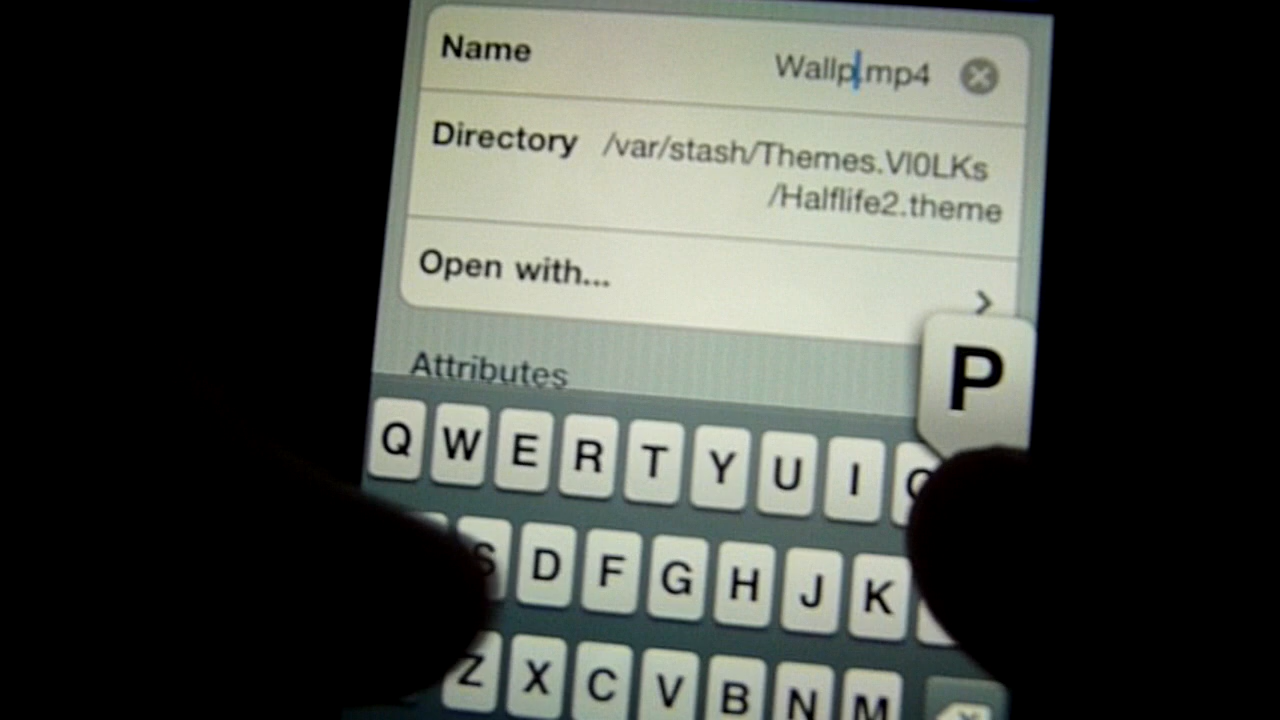 Name
Wallp.mp4
Directory
/var/stash/Themes.VI0LKs
/Halflife2.theme
Open with...
Attributes
P
Q W E R T Y U I
S D F G H J K
Z X C V B N M